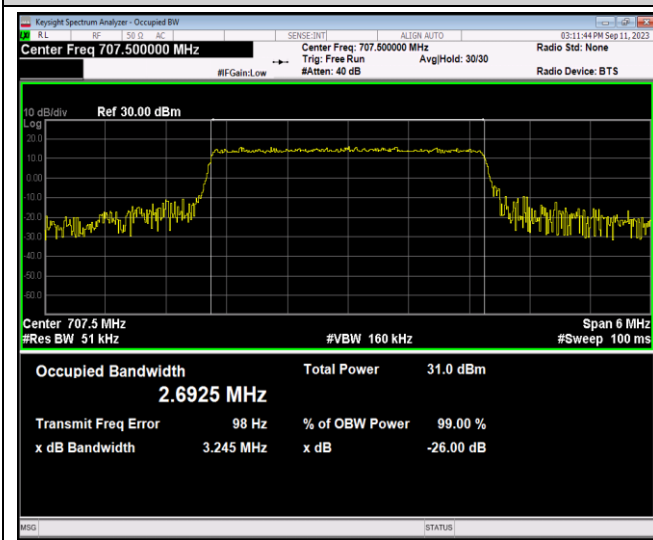 Keysight Spectrum Analyzer - Occupied BW
RL RF 50 Ω AC SENSE:INT ALIGN AUTO 03:11:44 PM Sep 11, 2023
Center Freq 707.500000 MHz Center Freq: 707.500000 MHz Radio Std: None
Trig: Free Run Avg|Hold: 30/30
#IFGain:Low #Atten: 40 dB Radio Device: BTS
10 dB/div Ref 30.00 dBm
Log
20.0
10.0
0.00
-10.0
-20.0
-30.0
-40.0
-50.0
-60.0
Center 707.5 MHz Span 6 MHz
#Res BW 51 kHz #VBW 160 kHz #Sweep 100 ms
Occupied Bandwidth Total Power 31.0 dBm
2.6925 MHz
Transmit Freq Error 98 Hz % of OBW Power 99.00 %
x dB Bandwidth 3.245 MHz x dB -26.00 dB
MSG STATUS